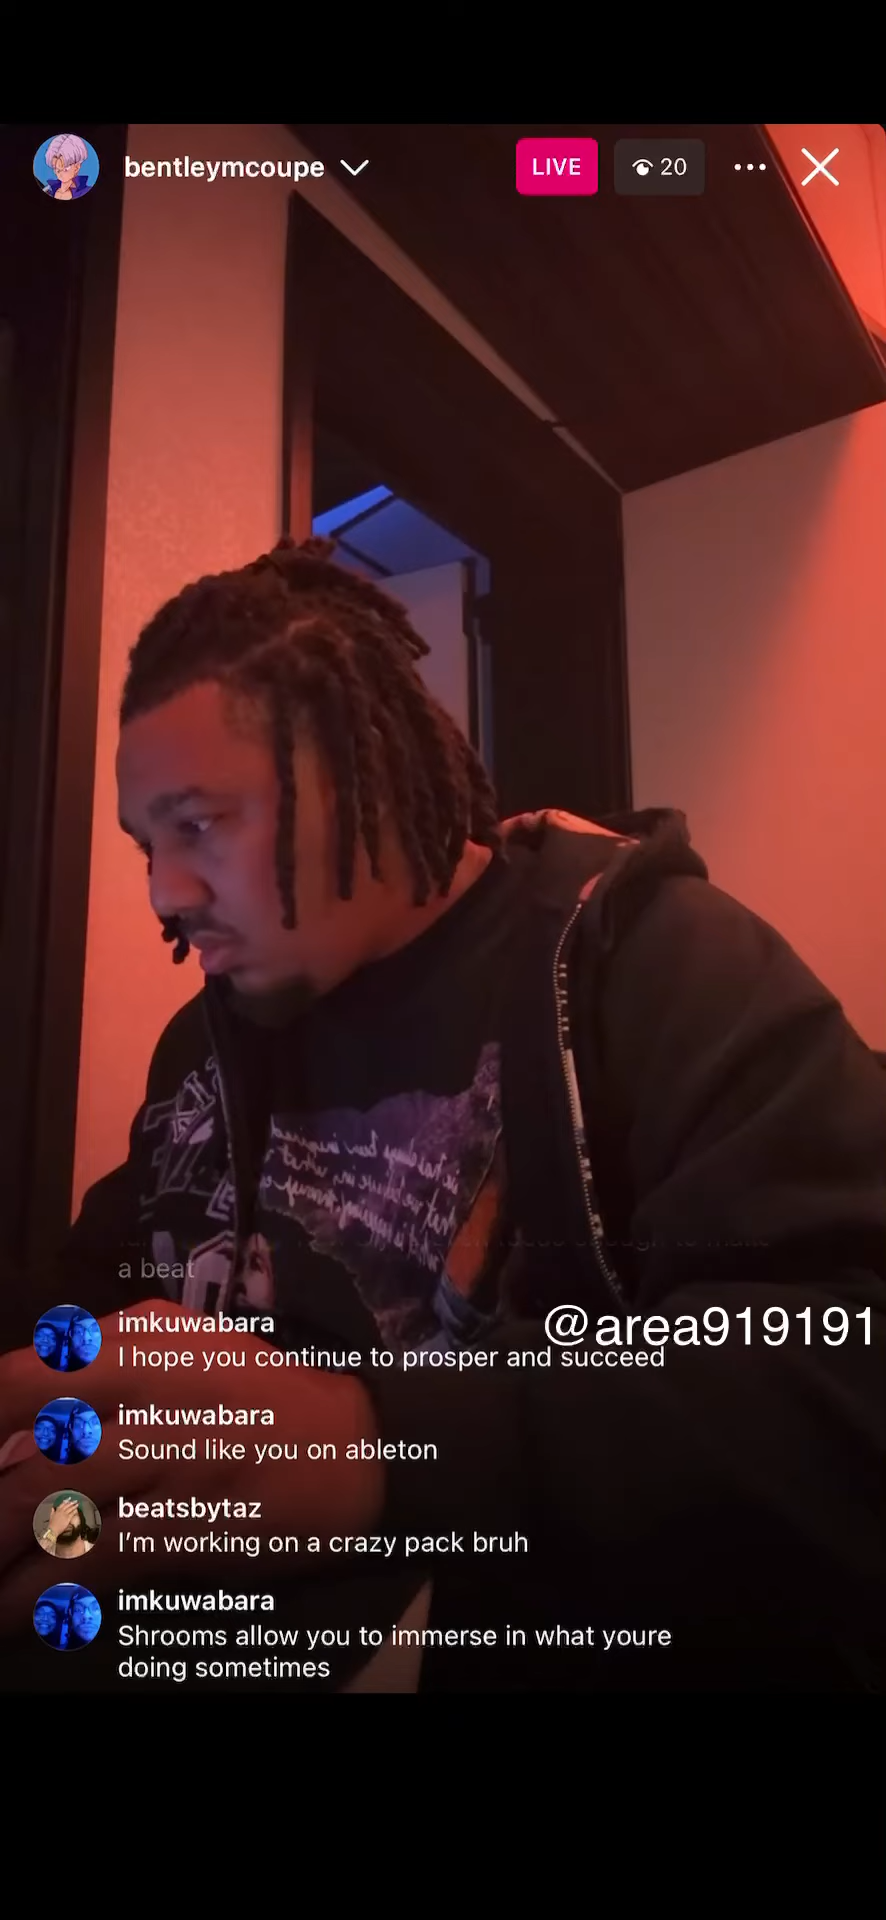 bentleymcoupe
LIVE
20
a beat
imkuwabara
@area919191
I hope you continue to prosper and succeed
imkuwabara
Sound like you on ableton
beatsbytaz
I'm working on a crazy pack bruh
imkuwabara
Shrooms allow you to immerse in what youre
doing sometimes